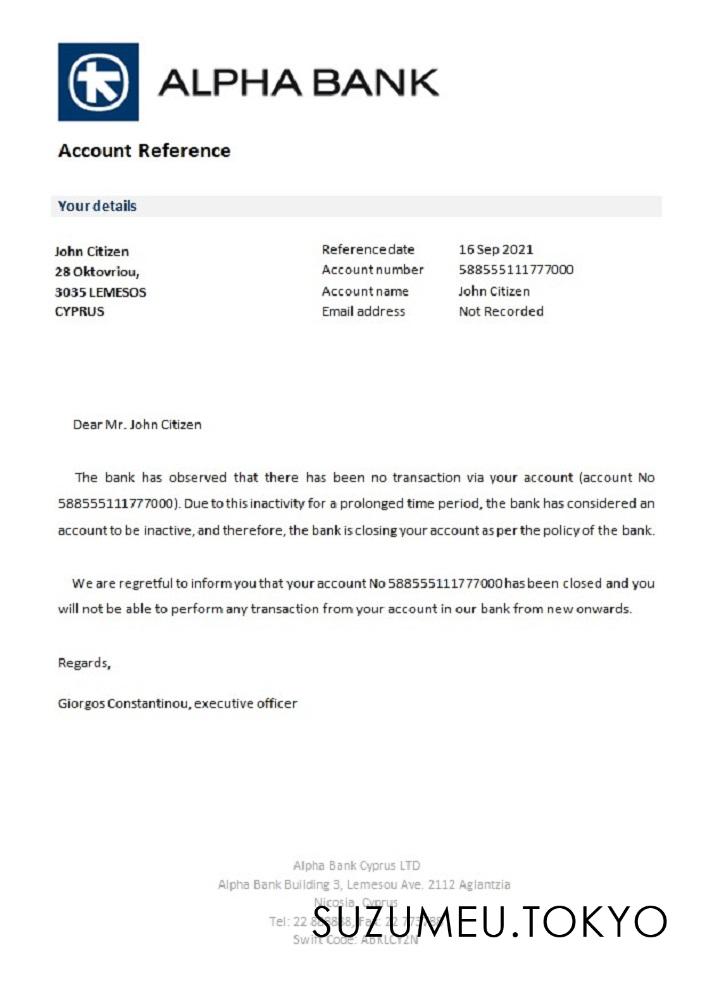 ALPHA BANK
Account Reference
Your details
John Citizen
28 Oktovriou,
3035 LEMESOS
CYPRUS
Reference date 16 Sep 2021
Account number 588555111777000
Account name John Citizen
Email address Not Recorded
Dear Mr. John Citizen
The bank has observed that there has been no transaction via your account (account No
588555111777000). Due to this inactivity for a prolonged time period, the bank has considered an
account to be inactive, and therefore, the bank is closing your account as per the policy of the bank.
We are regretful to inform you that your account No 588555111777000 has been closed and you
will not be able to perform any transaction from your account in our bank from new onwards.
Regards,
Giorgos Constantinou, executive officer
Alpha Bank Cyprus LTD
Alpha Bank Building 3, Lemesou Ave. 2112 Aglantzia
Nicosia, Cyprus
Tel: 22 Fax: 22
Swift Code: ABKLCY2N
SUZUMEU.TOKYO